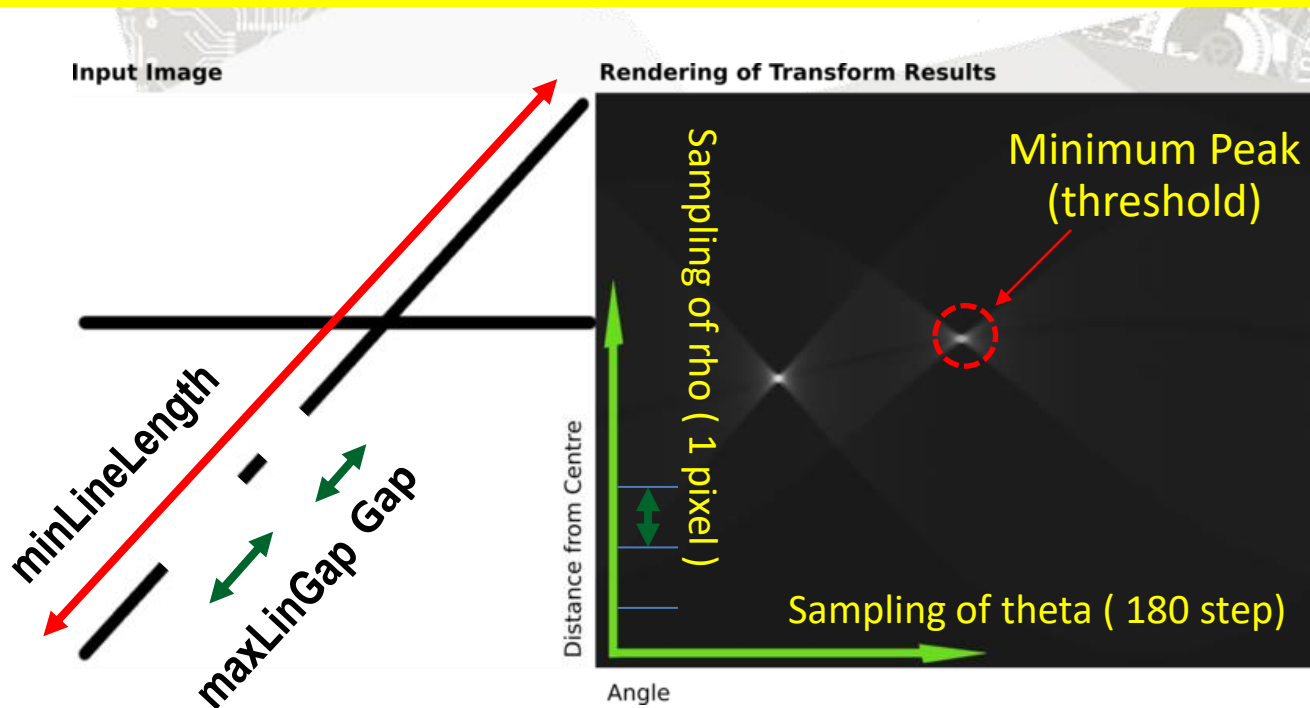 Input Image
Rendering of Transform Results
minLineLength
maxLinGap Gap
Distance from Centre
Sampling of rho ( 1 pixel )
Minimum Peak
(threshold)
Sampling of theta ( 180 step)
Angle